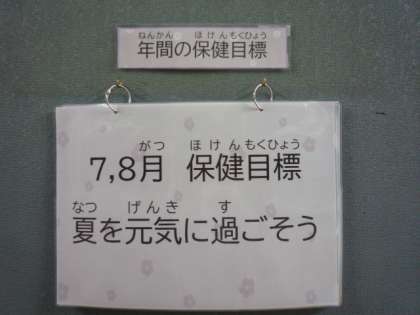 ねんかん ほけんもくひょう
年間の保健目標
がつ ほけんもくひょう
7,8月 保健目標
なつ げんき す
夏を元気に過ごそう